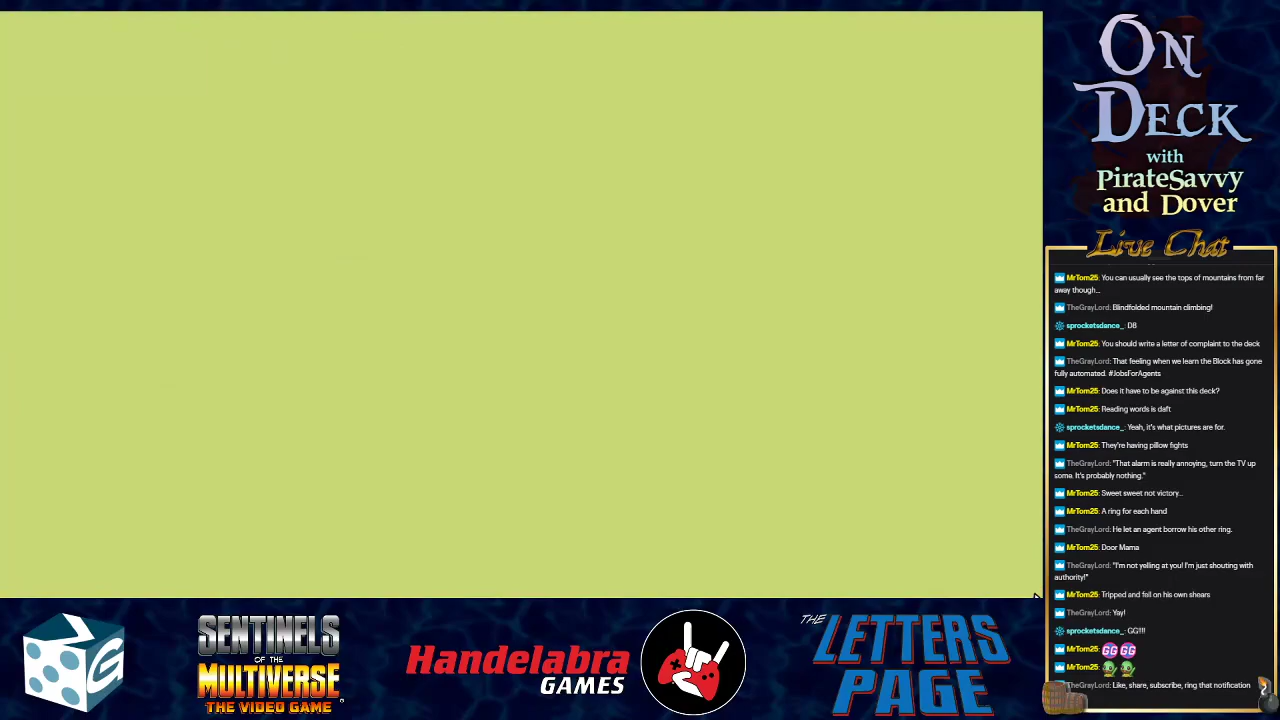 On
Deck
with
PirateSavvy
and Dover
Live Chat
MrTom25: You can usually see the tops of mountains from far
away though...
TheGrayLord: Blindfolded mountain climbing!
sprocketsdance_: D8
MrTom25: You should write a letter of complaint to the deck
TheGrayLord: That feeling when we learn the Block has gone
fully automated. #JobsForAgents
MrTom25: Does it have to be against this deck?
MrTom25: Reading words is daft
sprocketsdance_: Yeah, it's what pictures are for.
MrTom25: They're having pillow fights
TheGrayLord: "That alarm is really annoying, turn the TV up
some. It's probably nothing."
MrTom25: Sweet sweet not victory...
MrTom25: A ring for each hand
TheGrayLord: He let an agent borrow his other ring.
MrTom25: Door Mama
TheGrayLord: "I'm not yelling at you! I'm just shouting with
authority!"
MrTom25: Tripped and fell on his own shears
TheGrayLord: Yay!
sprocketsdance_: GG!!!!
MrTom25: GG GG
MrTom25:
TheGrayLord: Like, share, subscribe, ring that notification
G
SENTINELS
OF THE
MULTIVERSE
THE VIDEO GAME
Handelabra
GAMES
THE
LETTERS
PAGE